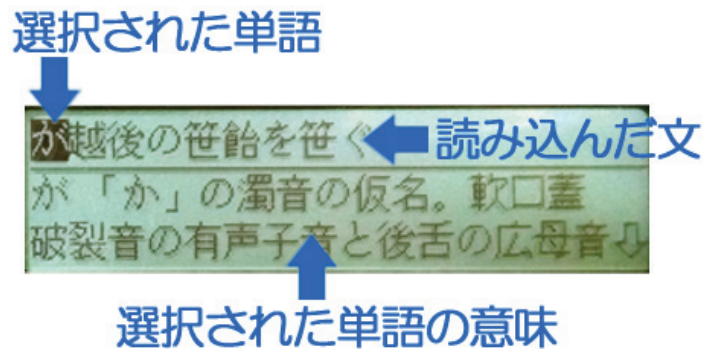 選択された単語
が越後の笹飴を笹ぐ
読み込んだ文
が 「か」の濁音の仮名。軟口蓋
破裂音の有声子音と後舌の広母音⇩
選択された単語の意味